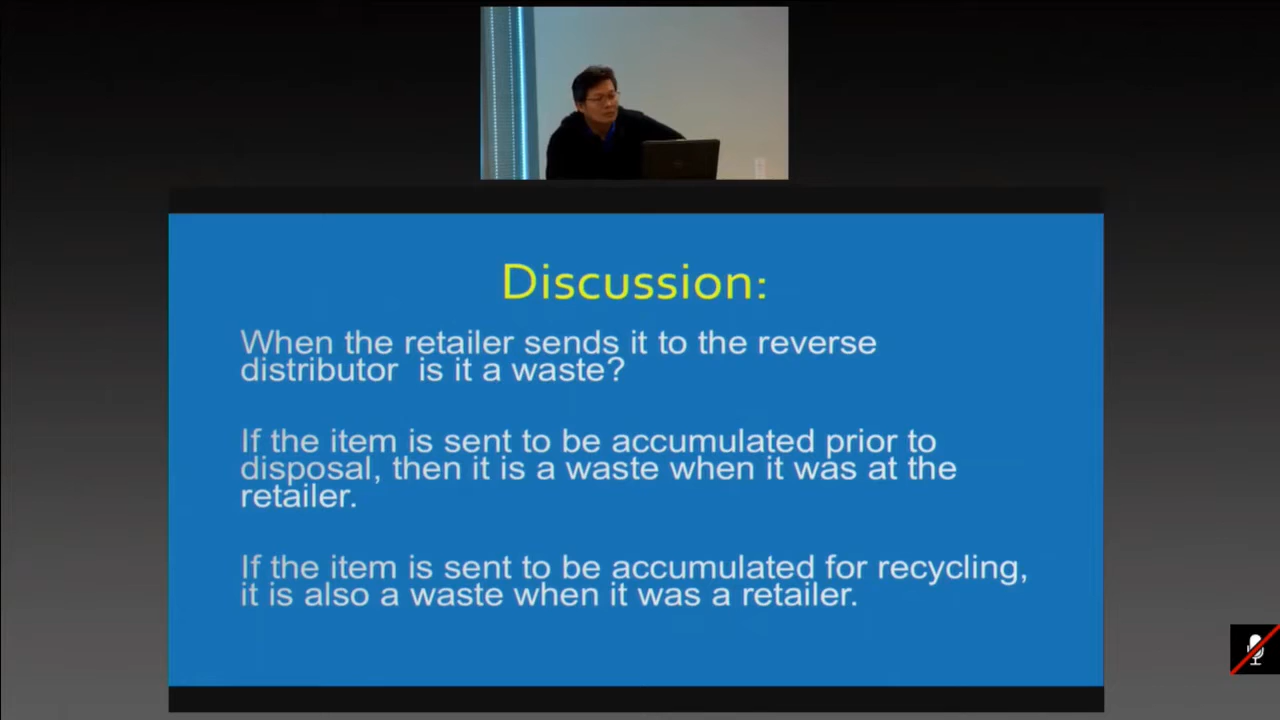 Discussion:
When the retailer sends it to the reverse
distributor is it a waste?
If the item is sent to be accumulated prior to
disposal, then it is a waste when it was at the
retailer.
If the item is sent to be accumulated for recycling,
it is also a waste when it was a retailer.